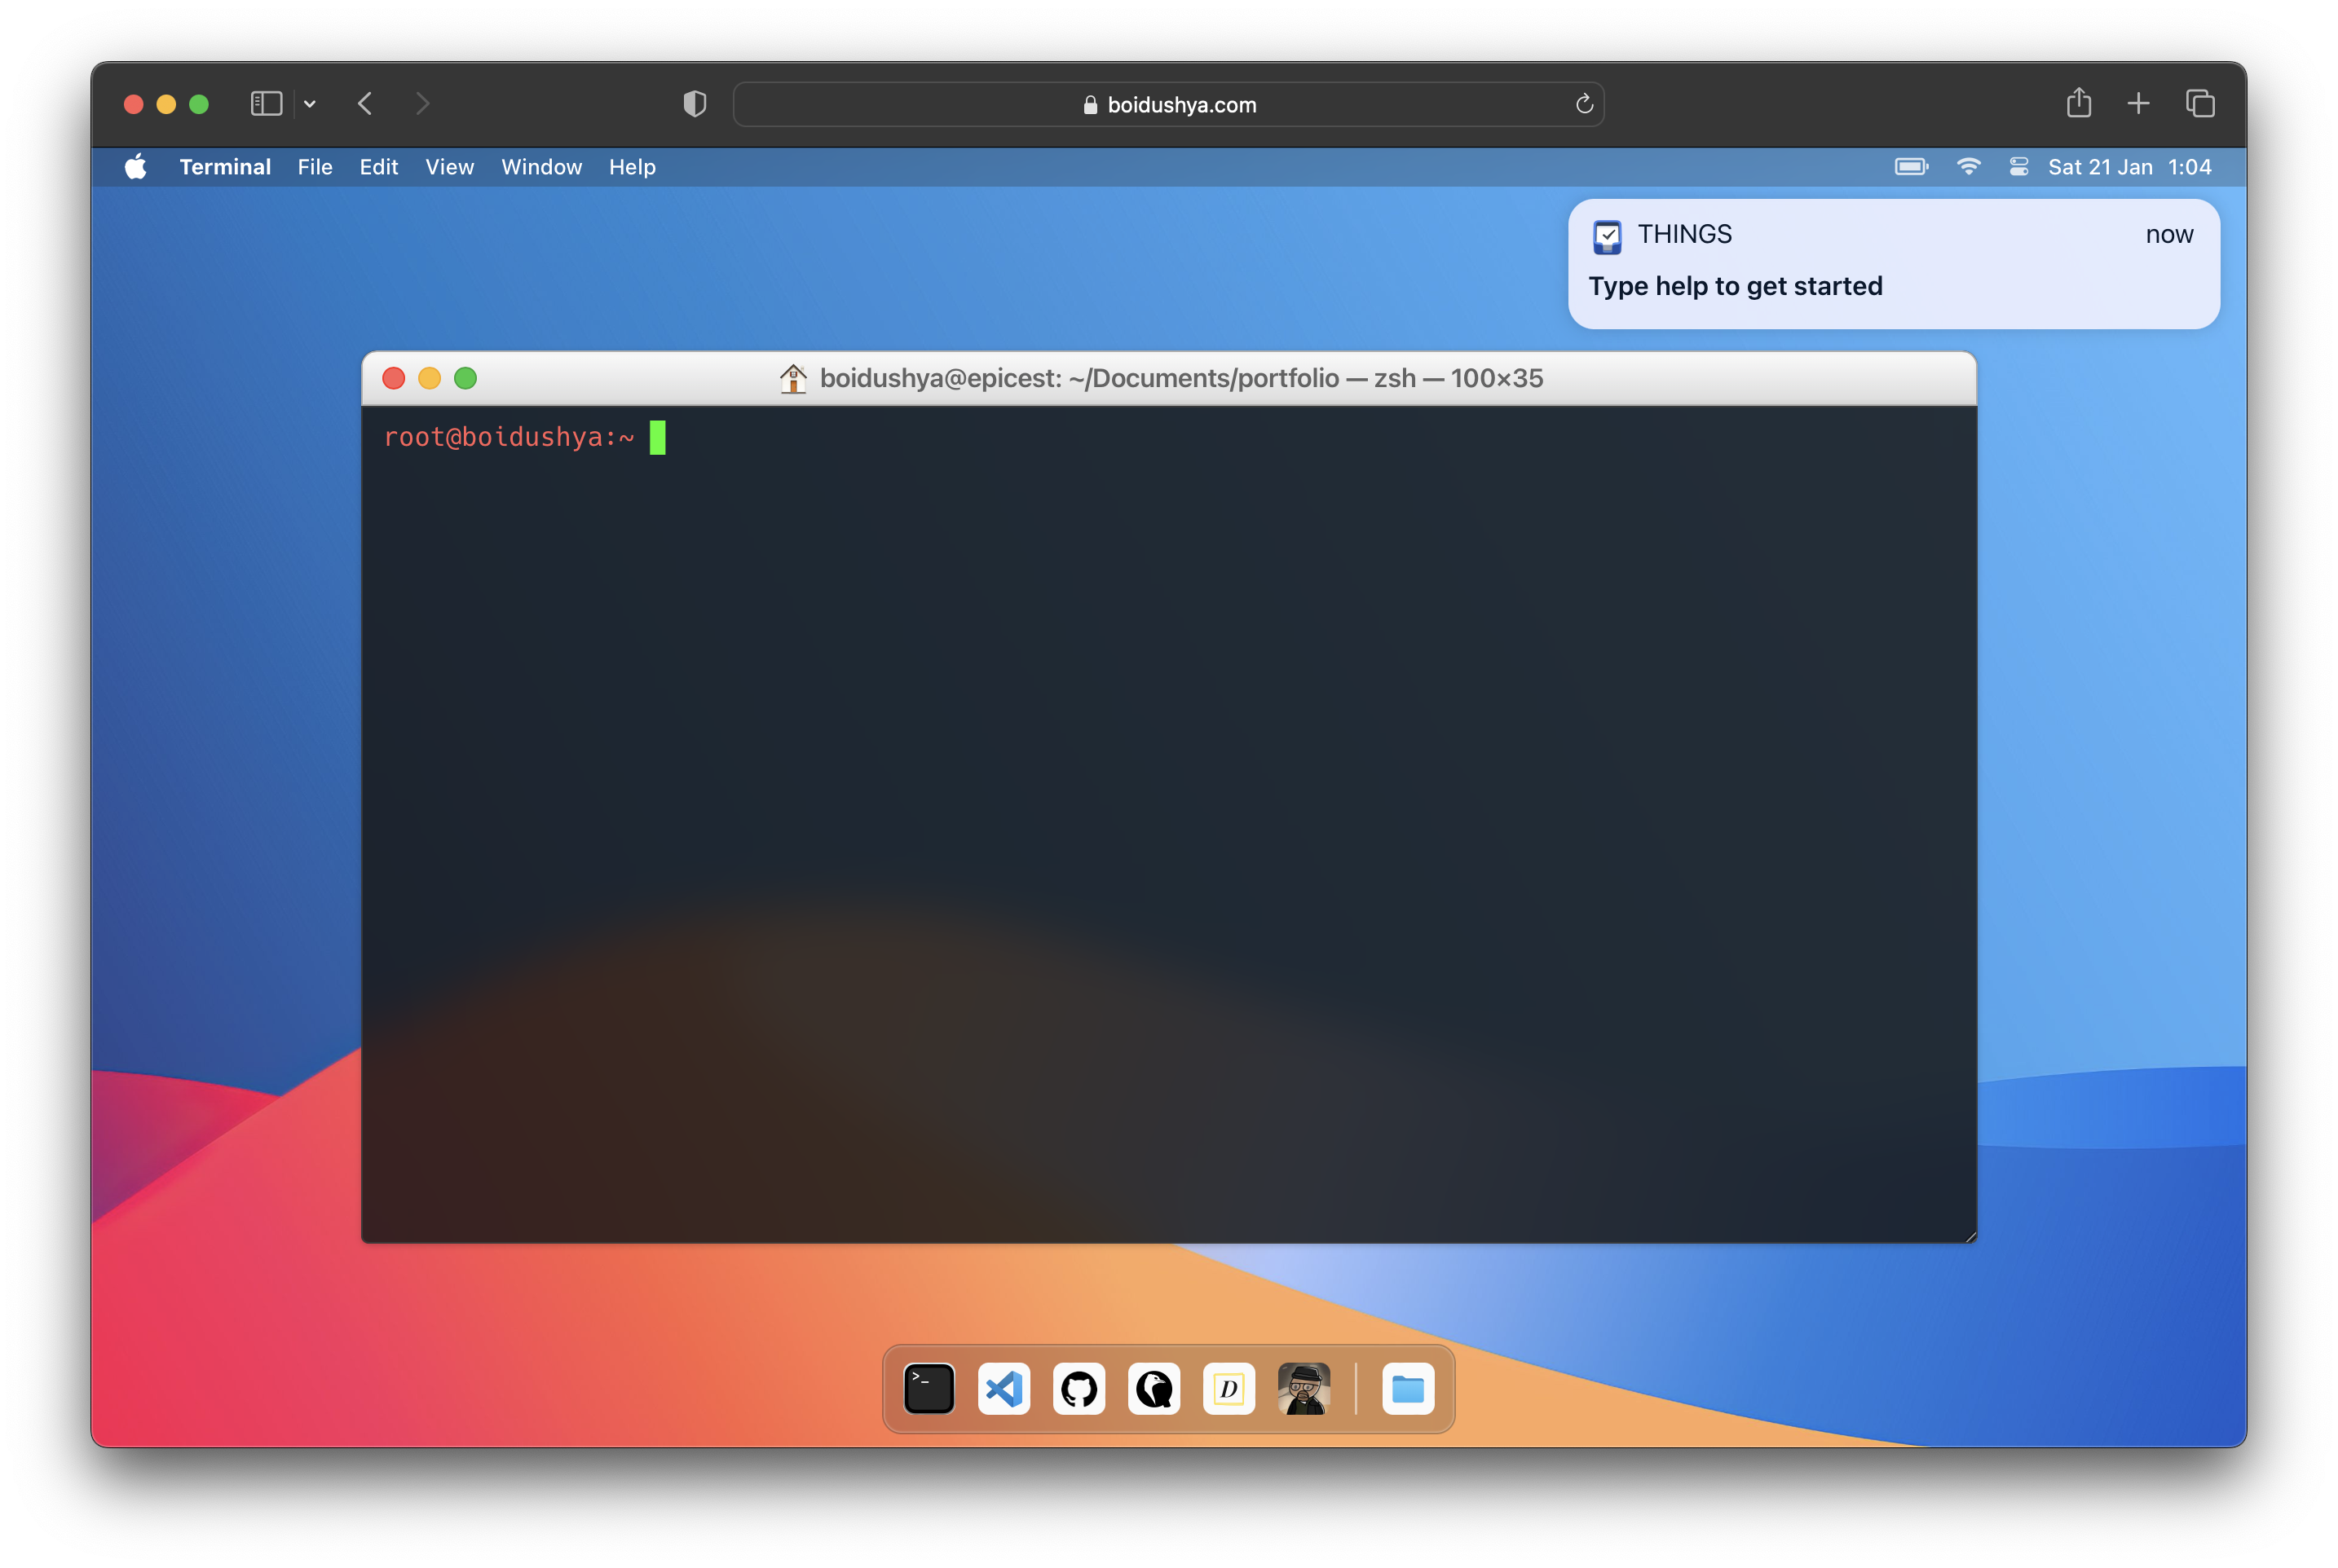 boidushya.com
Terminal File Edit View Window Help Sat 21 Jan 1:04
THINGS now
Type help to get started
boidushya@epicest: ~/Documents/portfolio — zsh — 100×35
root@boidushya:~
>_
D